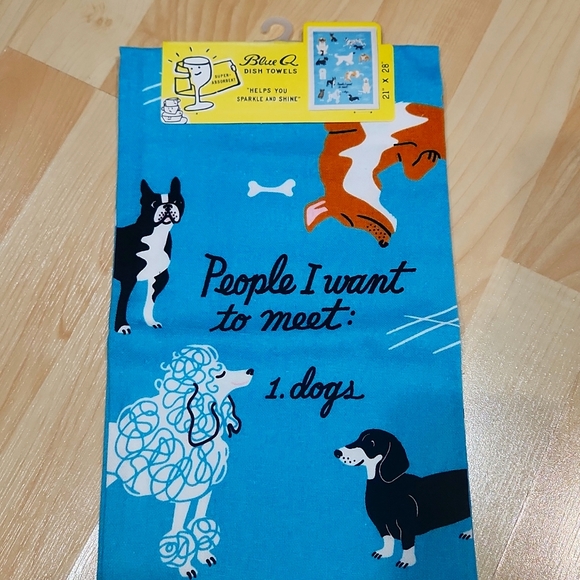 Blue Q
DISH TOWELS
SUPER-
ABSORBENT!
"HELPS YOU
SPARKLE AND SHINE"
21" X 28"
People I want
to meet:
1. dogs